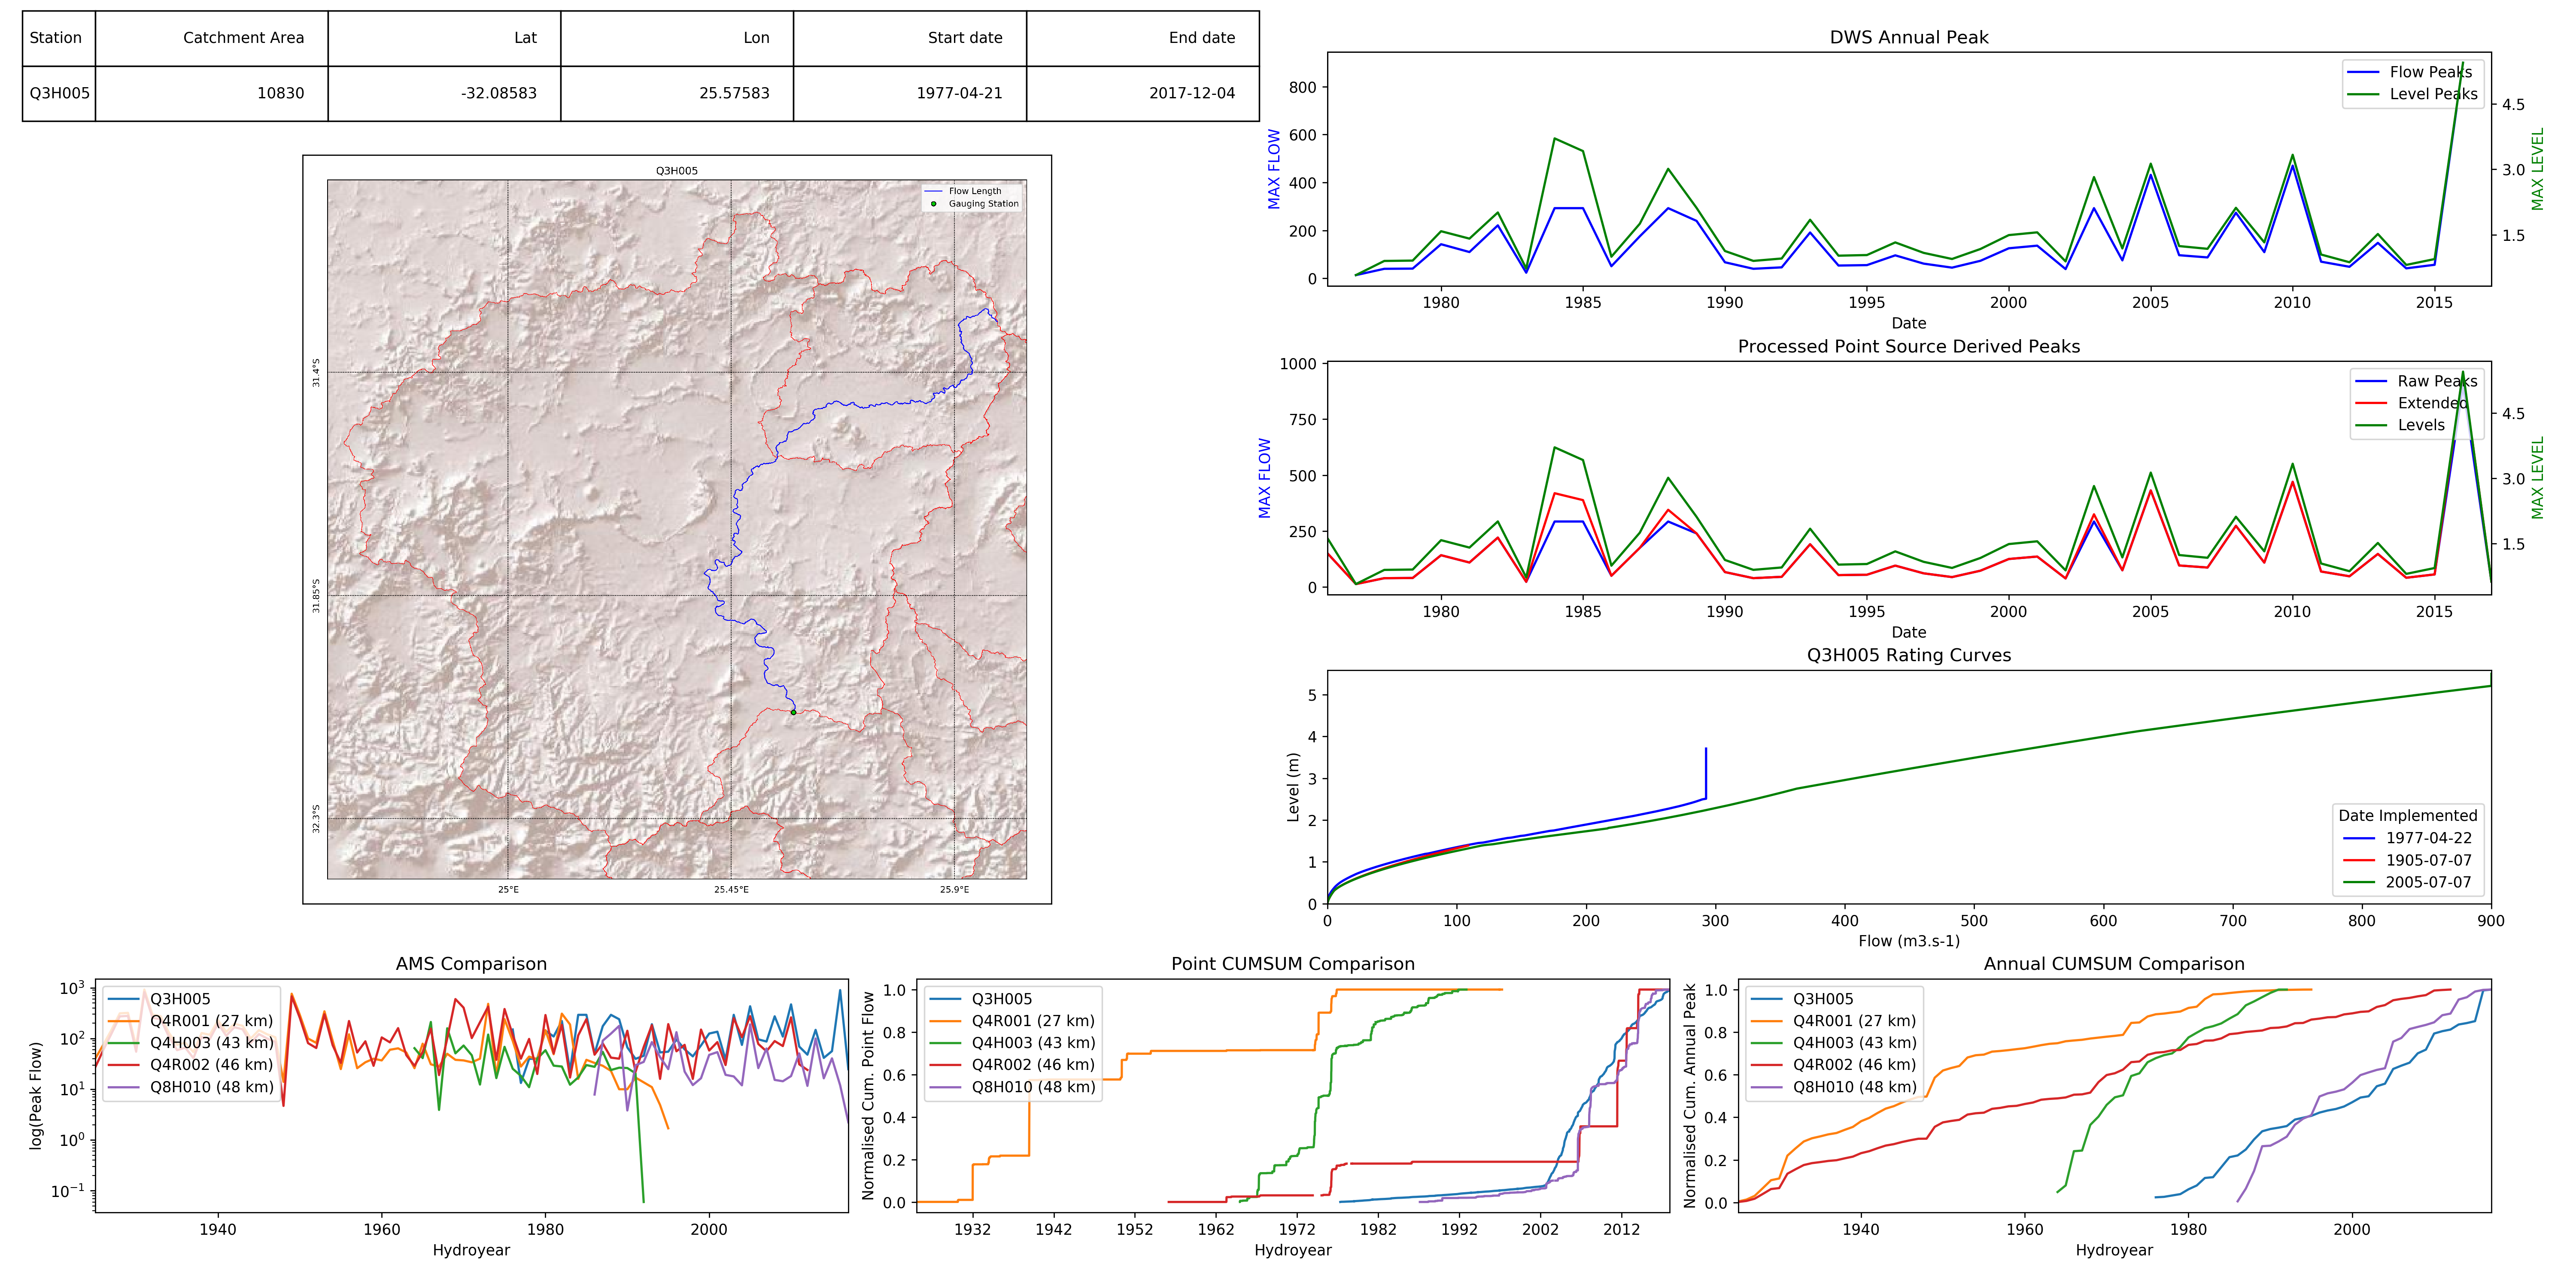 Station Catchment Area Lat Lon Start date End date
Q3H005 10830 -32.08583 25.57583 1977-04-21 2017-12-04
Q3H005
Flow Length
Gauging Station
31.4°S
31.85°S
32.3°S
25°E 25.45°E 25.9°E
DWS Annual Peak
MAX FLOW
800
600
400
200
0
Flow Peaks
Level Peaks
4.5
3.0
1.5
MAX LEVEL
1980 1985 1990 1995 2000 2005 2010 2015
Date
Processed Point Source Derived Peaks
MAX FLOW
1000
750
500
250
0
Raw Peaks
Extended
Levels
4.5
3.0
1.5
MAX LEVEL
1980 1985 1990 1995 2000 2005 2010 2015
Date
Q3H005 Rating Curves
Level (m)
5
4
3
2
1
0
Date Implemented
1977-04-22
1905-07-07
2005-07-07
0 100 200 300 400 500 600 700 800 900
Flow (m3.s-1)
AMS Comparison
log(Peak Flow)
10³
10²
10¹
10⁰
10⁻¹
Q3H005
Q4R001 (27 km)
Q4H003 (43 km)
Q4R002 (46 km)
Q8H010 (48 km)
1940 1960 1980 2000
Hydroyear
Point CUMSUM Comparison
Normalised Cum. Point Flow
1.0
0.8
0.6
0.4
0.2
0.0
Q3H005
Q4R001 (27 km)
Q4H003 (43 km)
Q4R002 (46 km)
Q8H010 (48 km)
1932 1942 1952 1962 1972 1982 1992 2002 2012
Hydroyear
Annual CUMSUM Comparison
Normalised Cum. Annual Peak
1.0
0.8
0.6
0.4
0.2
0.0
Q3H005
Q4R001 (27 km)
Q4H003 (43 km)
Q4R002 (46 km)
Q8H010 (48 km)
1940 1960 1980 2000
Hydroyear